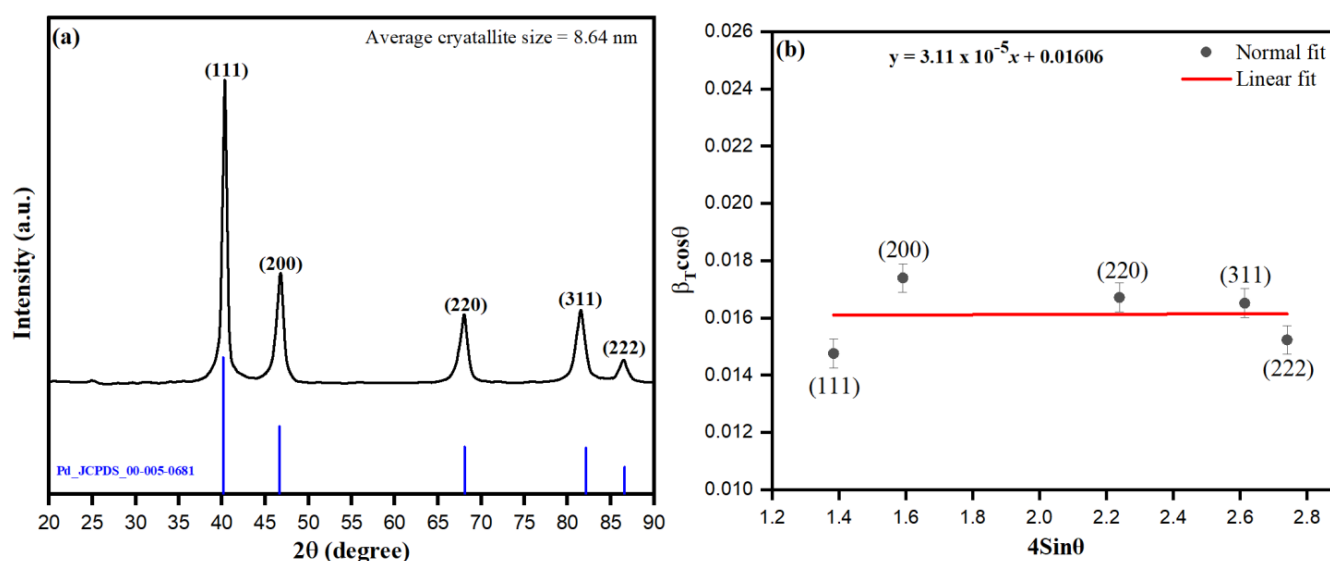 (a)
Average cryatallite size = 8.64 nm
(111)
(200)
(220)
(311)
(222)
Pd_JCPDS_00-005-0681
Intensity (a.u.)
20 25 30 35 40 45 50 55 60 65 70 75 80 85 90
2θ (degree)
(b)
y = 3.11 x 10⁻⁵x + 0.01606
Normal fit
Linear fit
0.026
0.024
0.022
0.020
0.018
0.016
0.014
0.012
0.010
β_T cosθ
(200)
(220)
(311)
(111)
(222)
1.2 1.4 1.6 1.8 2.0 2.2 2.4 2.6 2.8
4Sinθ